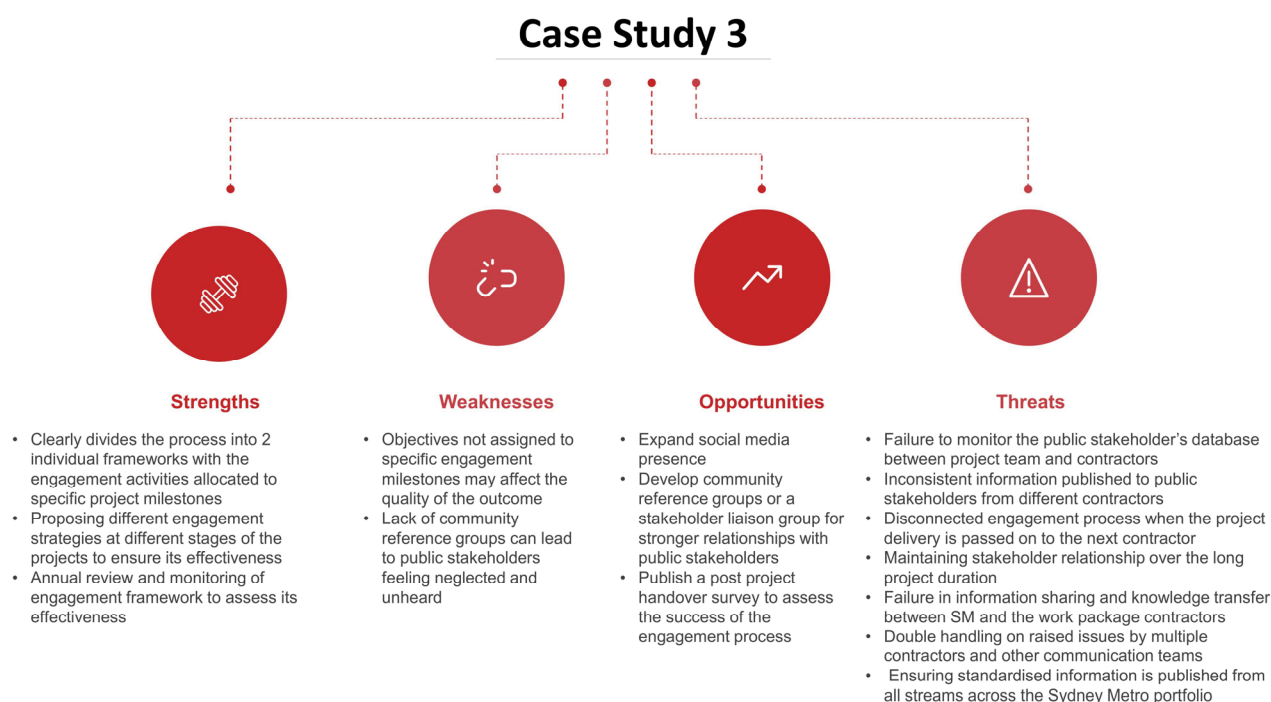 Case Study 3
Strengths
• Clearly divides the process into 2
individual frameworks with the
engagement activities allocated to
specific project milestones
• Proposing different engagement
strategies at different stages of the
projects to ensure its effectiveness
• Annual review and monitoring of
engagement framework to assess its
effectiveness
Weaknesses
• Objectives not assigned to
specific engagement
milestones may affect the
quality of the outcome
• Lack of community
reference groups can lead
to public stakeholders
feeling neglected and
unheard
Opportunities
• Expand social media
presence
• Develop community
reference groups or a
stakeholder liaison group for
stronger relationships with
public stakeholders
• Publish a post project
handover survey to assess
the success of the
engagement process
Threats
• Failure to monitor the public stakeholder's database
between project team and contractors
• Inconsistent information published to public
stakeholders from different contractors
• Disconnected engagement process when the project
delivery is passed on to the next contractor
• Maintaining stakeholder relationship over the long
project duration
• Failure in information sharing and knowledge transfer
between SM and the work package contractors
• Double handling on raised issues by multiple
contractors and other communication teams
• Ensuring standardised information is published from
all streams across the Sydney Metro portfolio